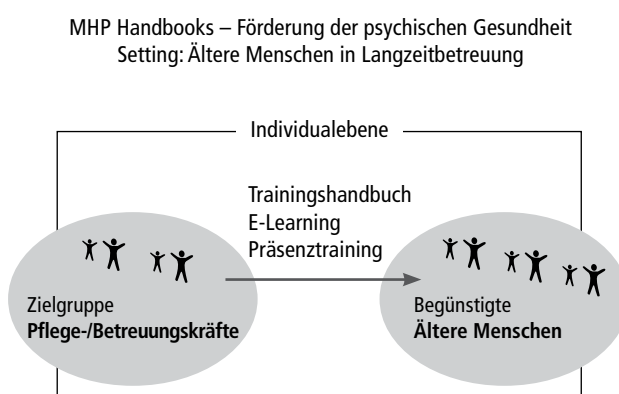 MHP Handbooks – Förderung der psychischen Gesundheit
Setting: Ältere Menschen in Langzeitbetreuung
Individualebene
Trainingshandbuch
E-Learning
Präsenztraining
Zielgruppe
Pflege-/Betreuungskräfte
Begünstigte
Ältere Menschen